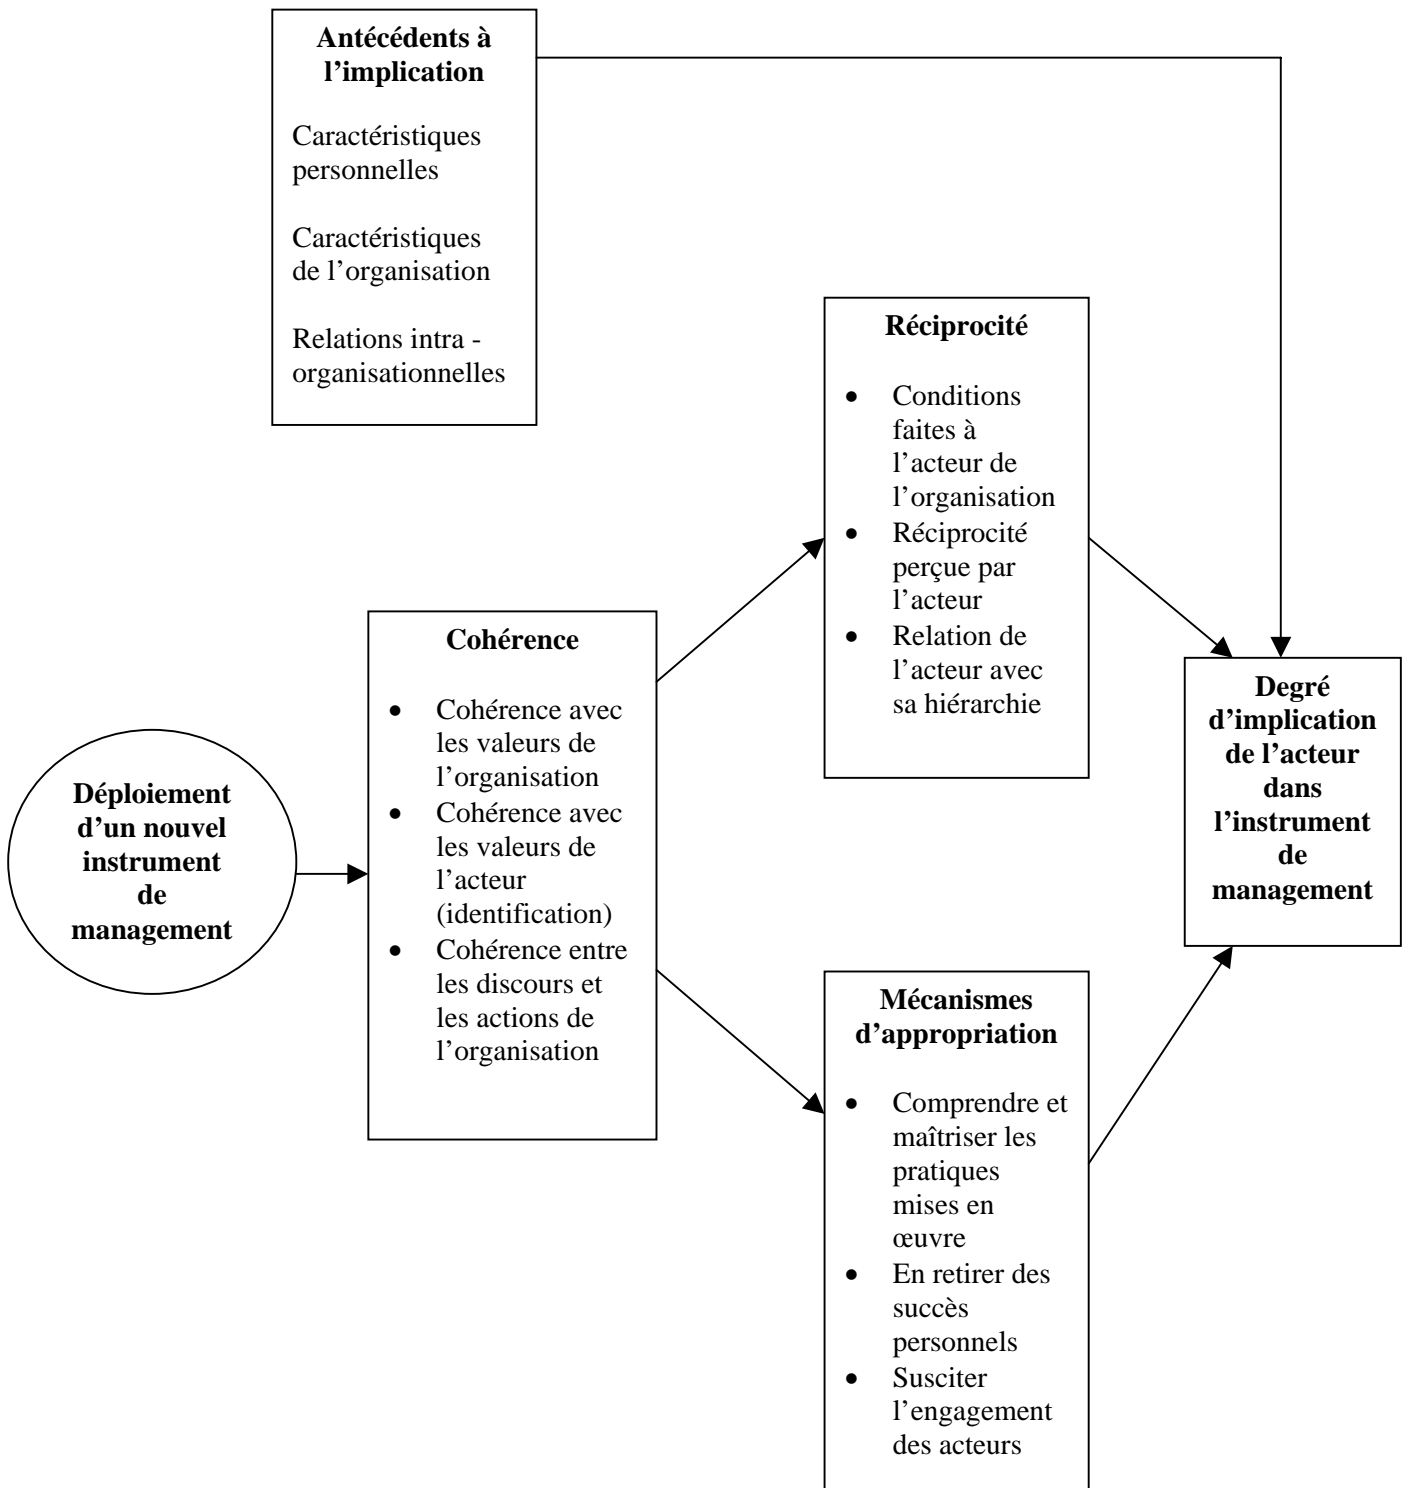 Antécédents à
l’implication
Caractéristiques
personnelles
Caractéristiques
de l’organisation
Relations intra -
organisationnelles
Réciprocité
• Conditions
faites à
l’acteur de
l’organisation
• Réciprocité
perçue par
l’acteur
• Relation de
l’acteur avec
sa hiérarchie
Cohérence
• Cohérence avec
les valeurs de
l’organisation
• Cohérence avec
les valeurs de
l’acteur
(identification)
• Cohérence entre
les discours et
les actions de
l’organisation
Déploiement
d’un nouvel
instrument
de
management
Degré
d’implication
de l’acteur
dans
l’instrument
de
management
Mécanismes
d’appropriation
• Comprendre et
maîtriser les
pratiques
mises en
œuvre
• En retirer des
succès
personnels
• Susciter
l’engagement
des acteurs